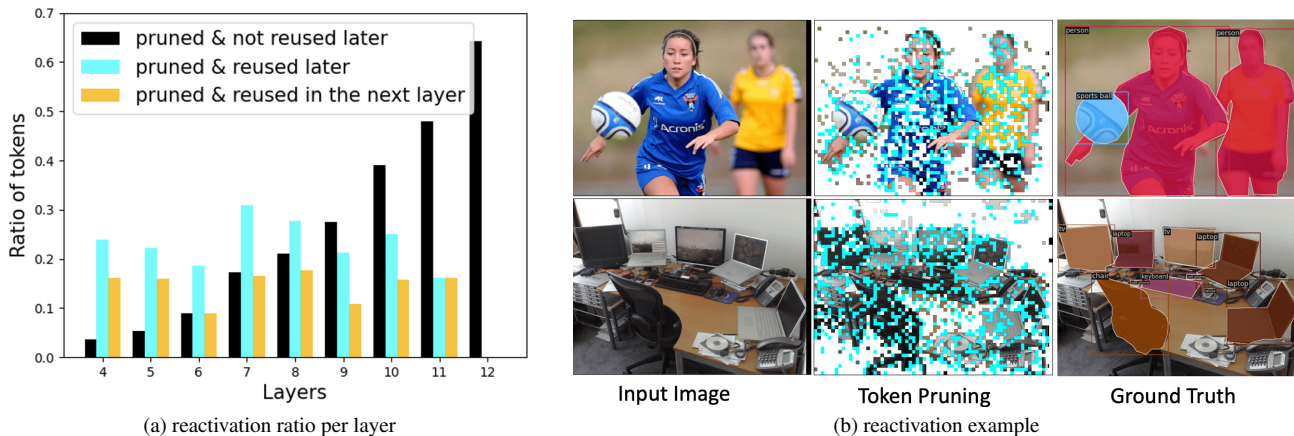 0.7
0.6
0.5
0.4
0.3
0.2
0.1
0.0
Ratio of tokens
pruned & not reused later
pruned & reused later
pruned & reused in the next layer
4 5 6 7 8 9 10 11 12
Layers
(a) reactivation ratio per layer
Acronis
person
sports ball
tv
laptop
tv
laptop
chair
keyboard
laptop
Input Image Token Pruning Ground Truth
(b) reactivation example